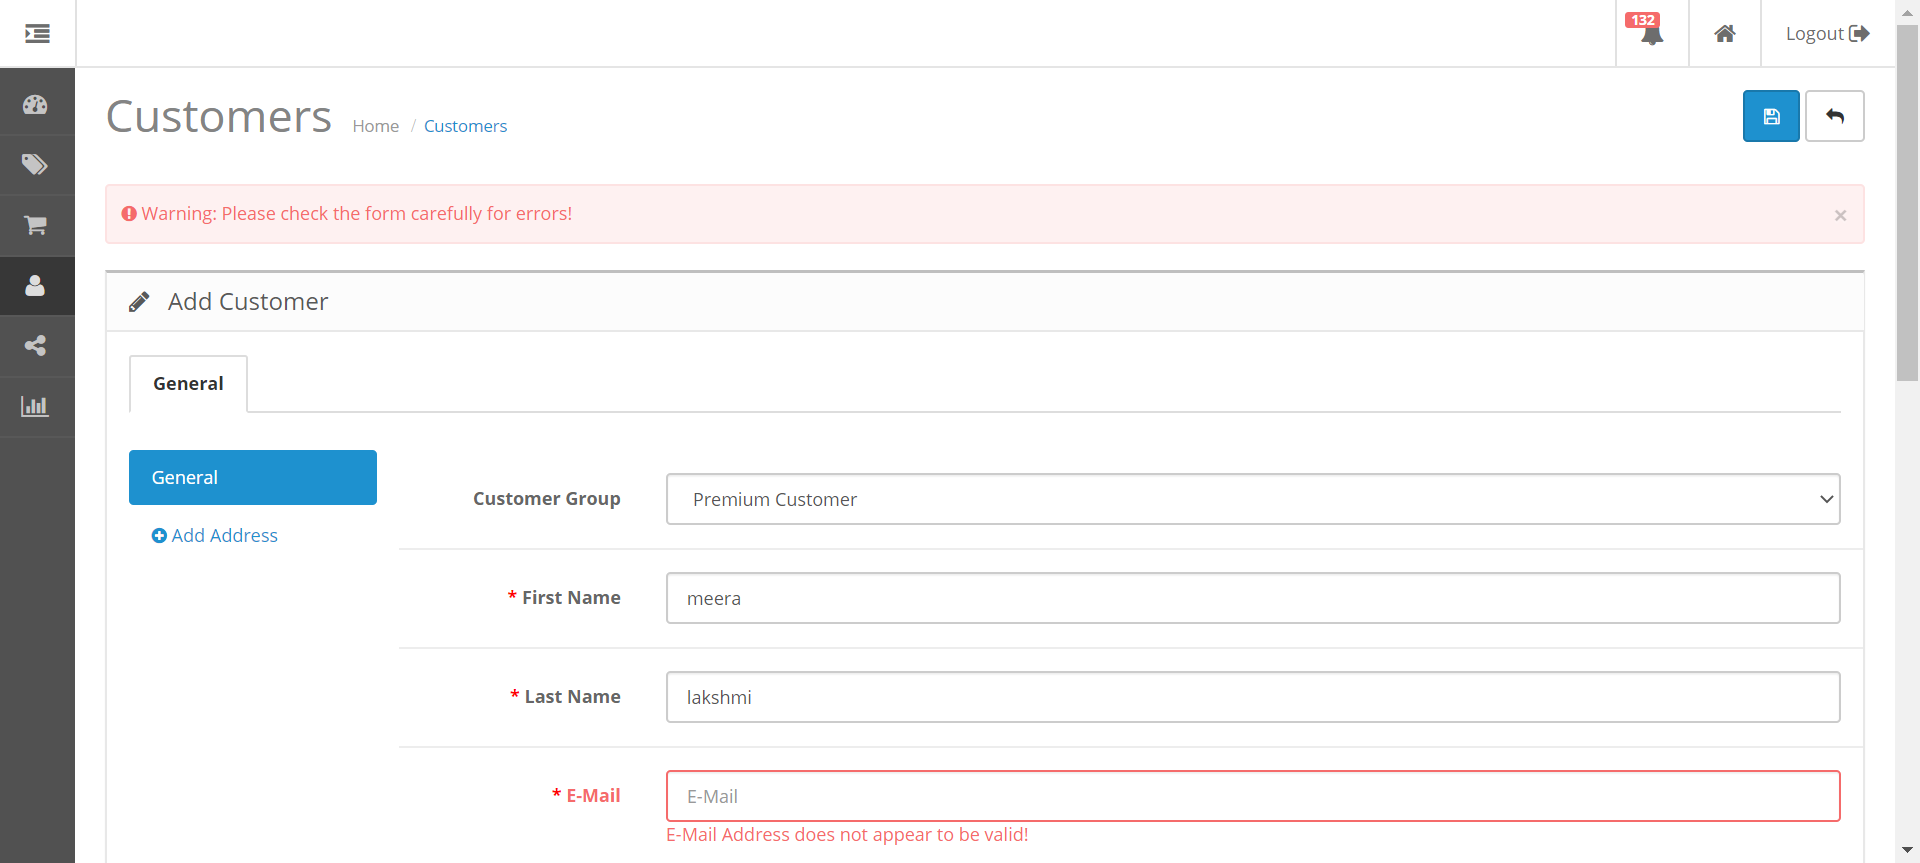 132
Logout
Customers
Home / Customers
Warning: Please check the form carefully for errors!
×
Add Customer
General
General
Add Address
Customer Group
Premium Customer
* First Name
meera
* Last Name
lakshmi
* E-Mail
E-Mail
E-Mail Address does not appear to be valid!